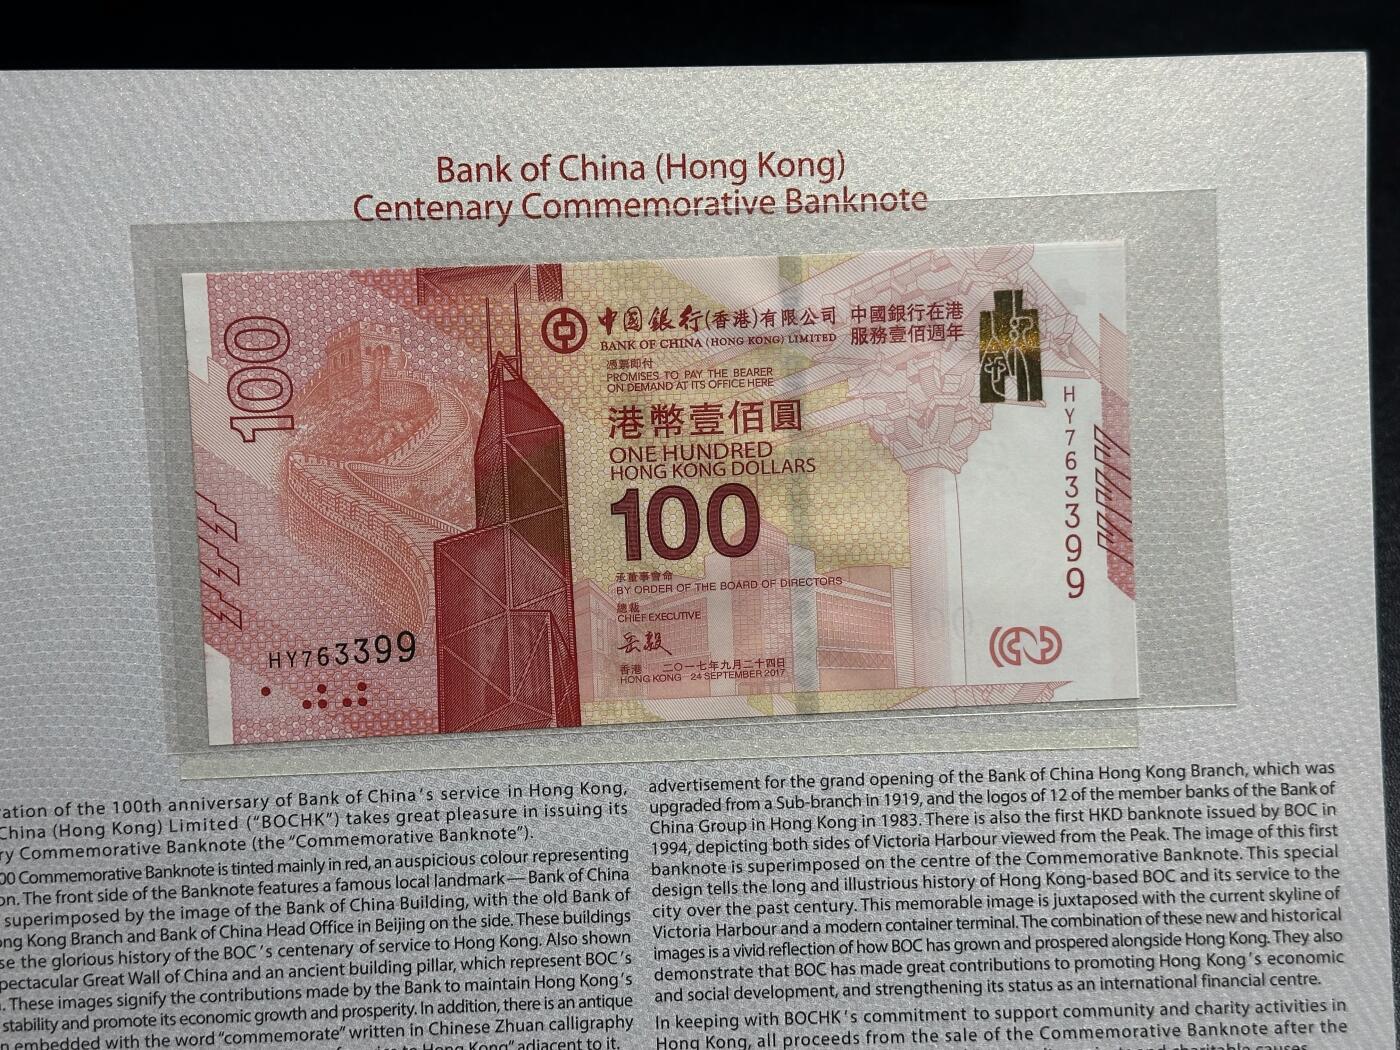 Bank of China (Hong Kong)
Centenary Commemorative Banknote
100
中國銀行(香港)有限公司
BANK OF CHINA (HONG KONG) LIMITED
中國銀行在港
服務壹佰週年
憑票即付
PROMISES TO PAY THE BEARER
ON DEMAND AT ITS OFFICE HERE
港幣壹佰圓
ONE HUNDRED
HONG KONG DOLLARS
100
承董事會命
BY ORDER OF THE BOARD OF DIRECTORS
總裁
CHIEF EXECUTIVE
岳毅
香港 二〇一七年九月二十四日
HONG KONG 24 SEPTEMBER 2017
HY763399
HY763399
ation of the 100th anniversary of Bank of China's service in Hong Kong,
China (Hong Kong) Limited ("BOCHK") takes great pleasure in issuing its
ry Commemorative Banknote (the "Commemorative Banknote").
00 Commemorative Banknote is tinted mainly in red, an auspicious colour representing
on. The front side of the Banknote features a famous local landmark—Bank of China
superimposed by the image of the Bank of China Building, with the old Bank of
ong Kong Branch and Bank of China Head Office in Beijing on the side. These buildings
se the glorious history of the BOC's centenary of service to Hong Kong. Also shown
pectacular Great Wall of China and an ancient building pillar, which represent BOC's
. These images signify the contributions made by the Bank to maintain Hong Kong's
stability and promote its economic growth and prosperity. In addition, there is an antique
n embedded with the word "commemorate" written in Chinese Zhuan calligraphy
to Hong Kong" adjacent to it.
advertisement for the grand opening of the Bank of China Hong Kong Branch, which was
upgraded from a Sub-branch in 1919, and the logos of 12 of the member banks of the Bank of
China Group in Hong Kong in 1983. There is also the first HKD banknote issued by BOC in
1994, depicting both sides of Victoria Harbour viewed from the Peak. The image of this first
banknote is superimposed on the centre of the Commemorative Banknote. This special
design tells the long and illustrious history of Hong Kong-based BOC and its service to the
city over the past century. This memorable image is juxtaposed with the current skyline of
Victoria Harbour and a modern container terminal. The combination of these new and historical
images is a vivid reflection of how BOC has grown and prospered alongside Hong Kong. They also
demonstrate that BOC has made great contributions to promoting Hong Kong's economic
and social development, and strengthening its status as an international financial centre.
In keeping with BOCHK's commitment to support community and charity activities in
Hong Kong, all proceeds from the sale of the Commemorative Banknote after the